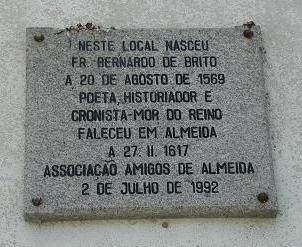 NESTE LOCAL NASCEU
FR. BERNARDO DE BRITO
A 20 DE AGOSTO DE 1569
POETA, HISTORIADOR E
CRONISTA-MOR DO REINO
FALECEU EM ALMEIDA
A 27. II. 1617
ASSOCIAÇÃO AMIGOS DE ALMEIDA
2 DE JULHO DE 1992